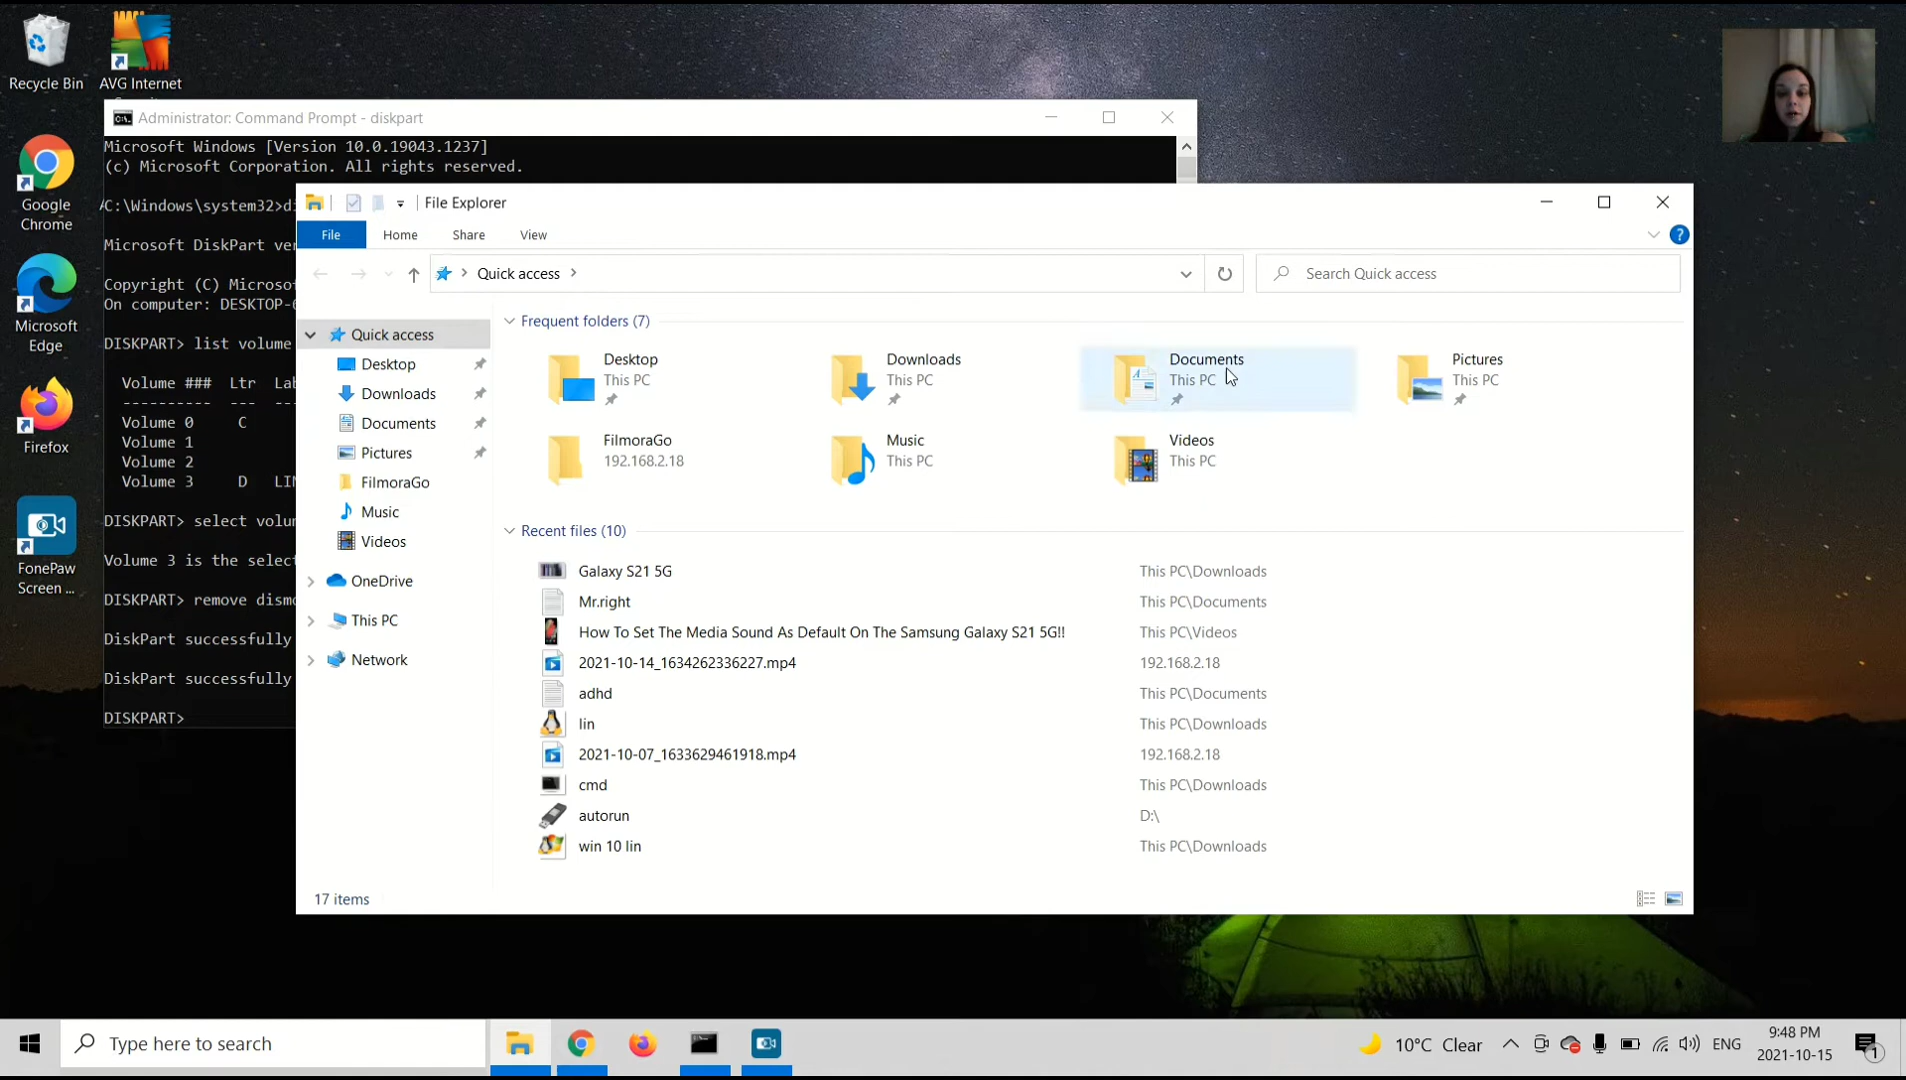 Recycle Bin
AVG Internet
Google
Chrome
Microsoft
Edge
Firefox
FonePaw
Screen ...
Administrator: Command Prompt - diskpart
Microsoft Windows [Version 10.0.19043.1237]
(c) Microsoft Corporation. All rights reserved.
C:\Windows\system32>di
Microsoft DiskPart ver
Copyright (C) Microso
On computer: DESKTOP-
DISKPART> list volume
Volume ### Ltr Lab
---------- --- ---
Volume 0 C
Volume 1
Volume 2
Volume 3 D LIN
DISKPART> select volum
Volume 3 is the select
DISKPART> remove dismo
DiskPart successfully
DiskPart successfully
DISKPART>
File Explorer
File Home Share View
?
Quick access
Search Quick access
Quick access
Desktop
Downloads
Documents
Pictures
FilmoraGo
Music
Videos
OneDrive
This PC
Network
Frequent folders (7)
Desktop
This PC
Downloads
This PC
Documents
This PC
Pictures
This PC
FilmoraGo
192.168.2.18
Music
This PC
Videos
This PC
Recent files (10)
Galaxy S21 5G This PC\Downloads
Mr.right This PC\Documents
How To Set The Media Sound As Default On The Samsung Galaxy S21 5G!! This PC\Videos
2021-10-14_1634262336227.mp4 192.168.2.18
adhd This PC\Documents
lin This PC\Downloads
2021-10-07_1633629461918.mp4 192.168.2.18
cmd This PC\Downloads
autorun D:\
win 10 lin This PC\Downloads
17 items
Type here to search
10°C Clear
ENG
9:48 PM
2021-10-15
1